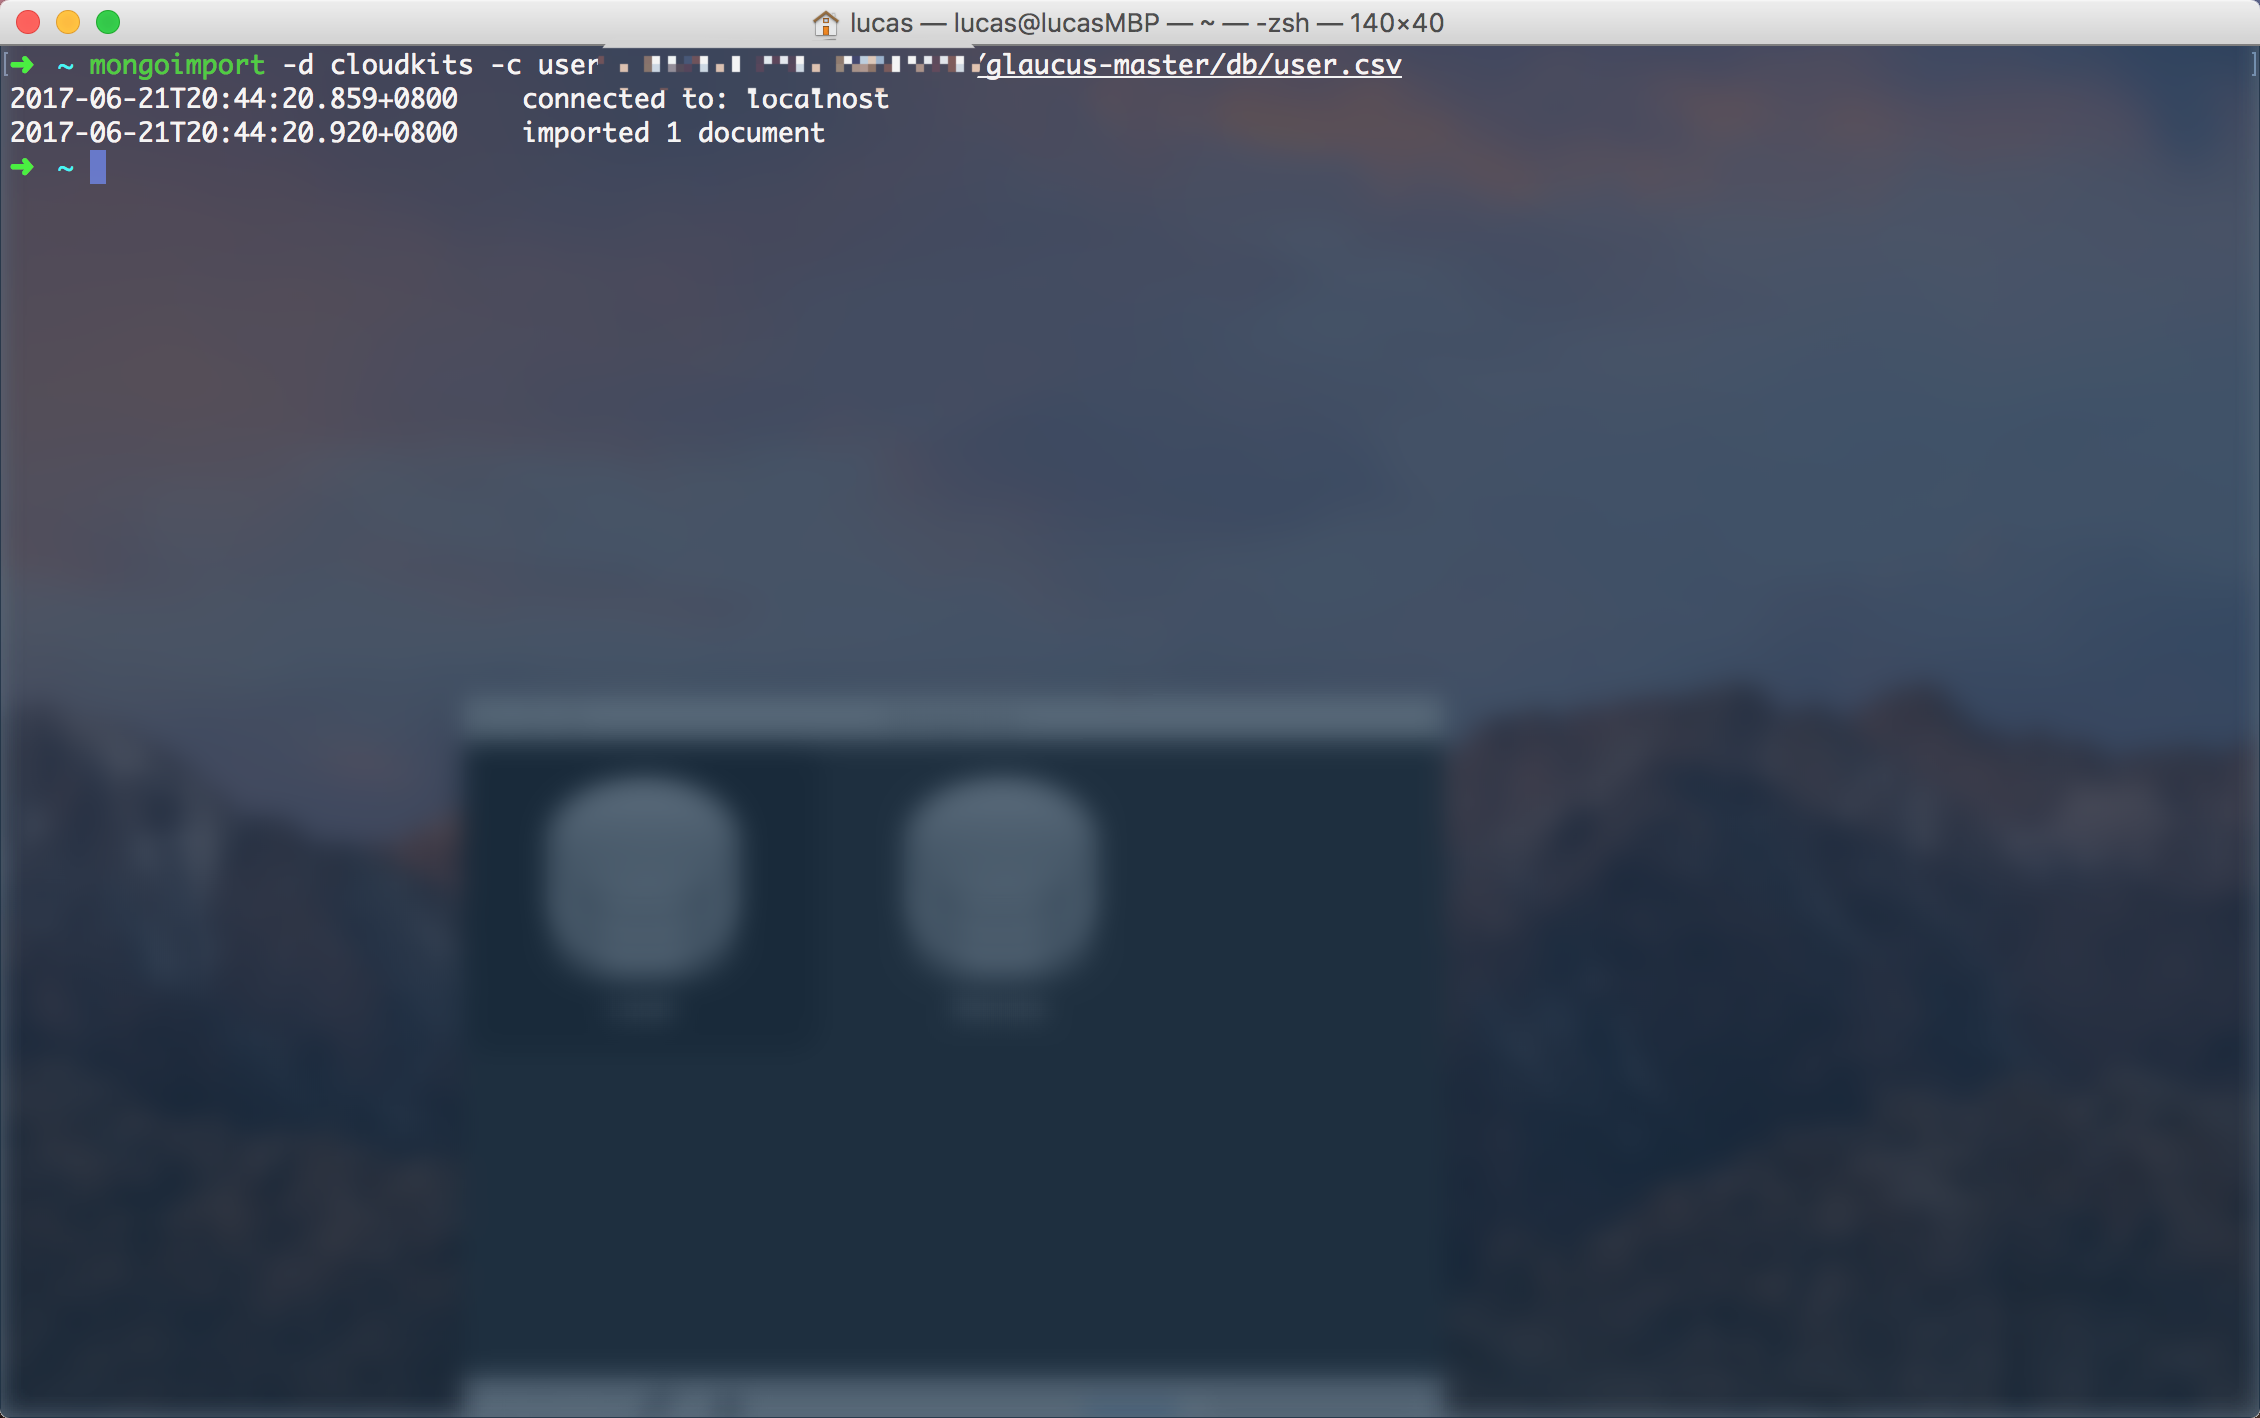 lucas — lucas@lucasMBP — ~ — -zsh — 140×40
➜ ~ mongoimport -d cloudkits -c user /glaucus-master/db/user.csv
2017-06-21T20:44:20.859+0800 connected to: localhost
2017-06-21T20:44:20.920+0800 imported 1 document
➜ ~